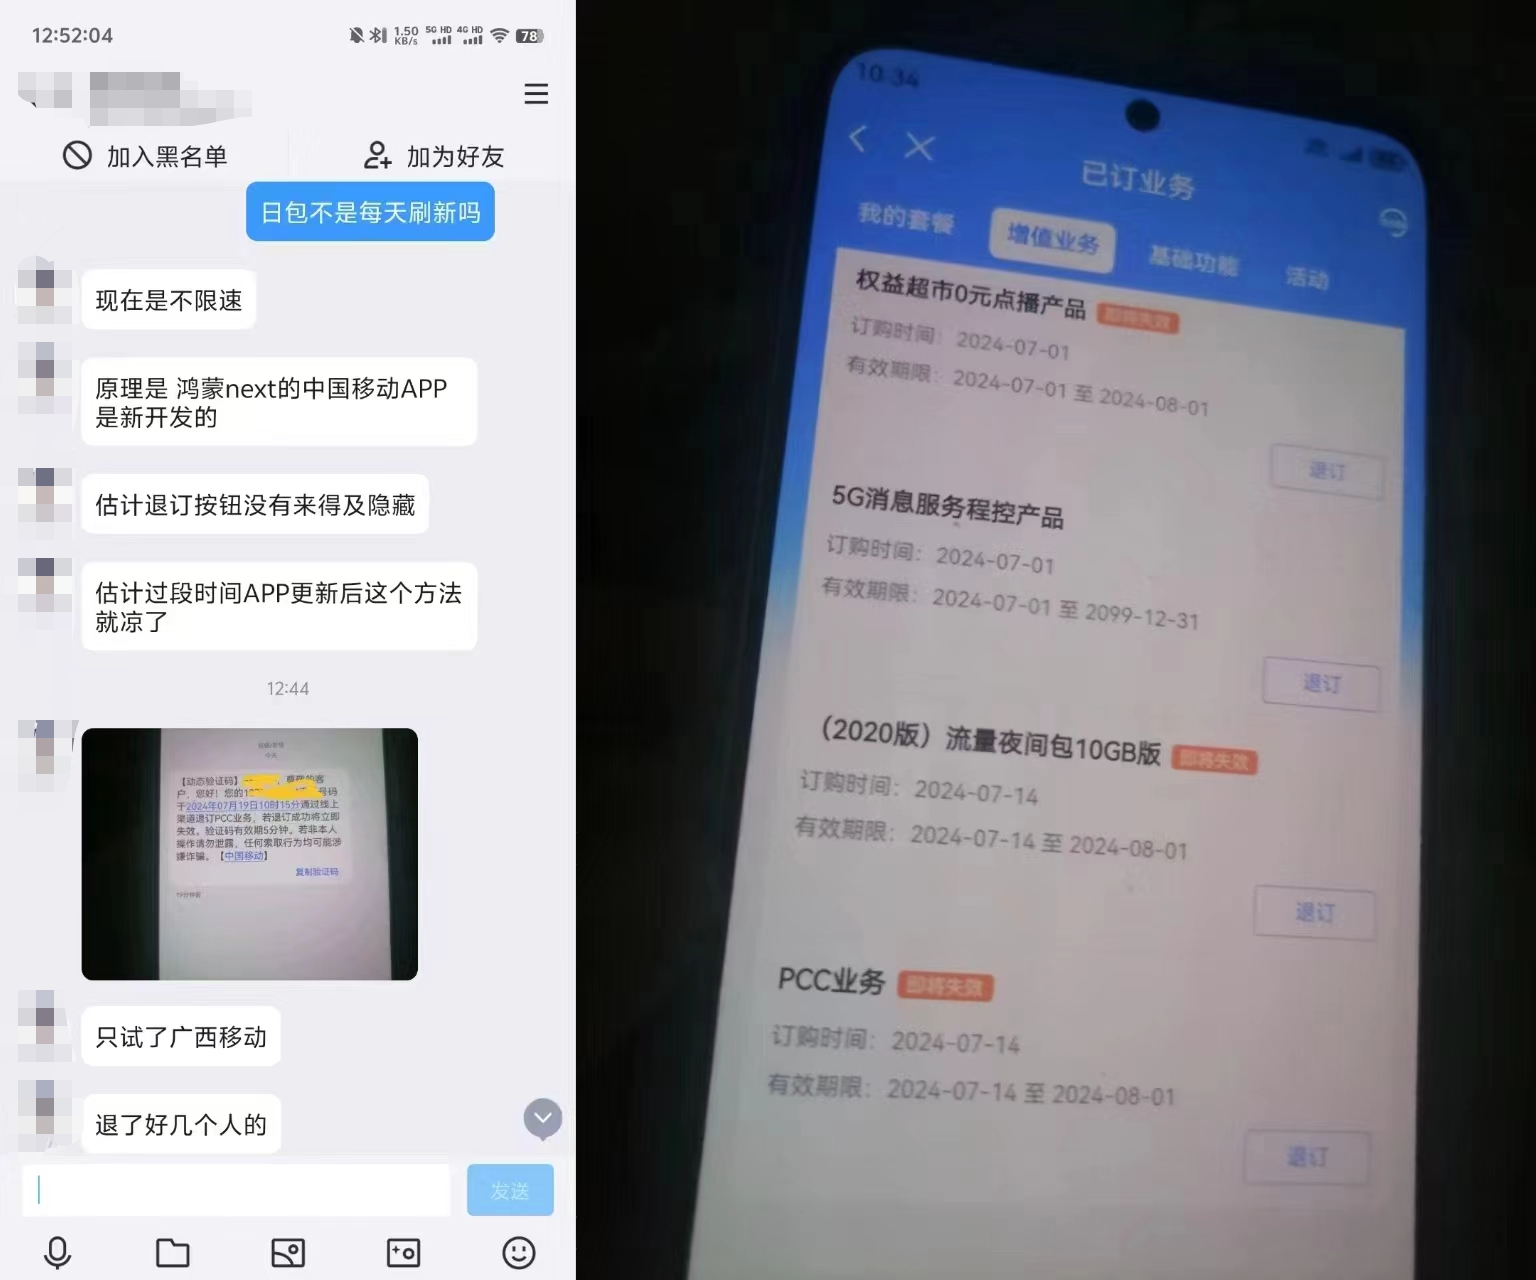 12:52:04
1.50 KB/s
5G HD
4G HD
78
加入黑名单
加为好友
日包不是每天刷新吗
现在是不限速
原理是 鸿蒙next的中国移动APP
是新开发的
估计退订按钮没有来得及隐藏
估计过段时间APP更新后这个方法
就凉了
12:44
今天
【动态验证码】
户，您好！您的1
号码
于2024年07月19日10时15分通过线上
渠道退订PCC业务，若退订成功将立即
失效。验证码有效期5分钟。若非本人
操作请勿泄露，任何索取行为均可能涉
嫌诈骗。【中国移动】
复制验证码
只试了广西移动
退了好几个人的
发送
10:34
已订业务
我的套餐
增值业务
基础功能
活动
权益超市0元点播产品
即将失效
订购时间：2024-07-01
有效期限：2024-07-01 至 2024-08-01
退订
5G消息服务程控产品
订购时间：2024-07-01
有效期限：2024-07-01 至 2099-12-31
退订
（2020版）流量夜间包10GB版
即将失效
订购时间：2024-07-14
有效期限：2024-07-14 至 2024-08-01
退订
PCC业务
即将失效
订购时间：2024-07-14
有效期限：2024-07-14 至 2024-08-01
退订